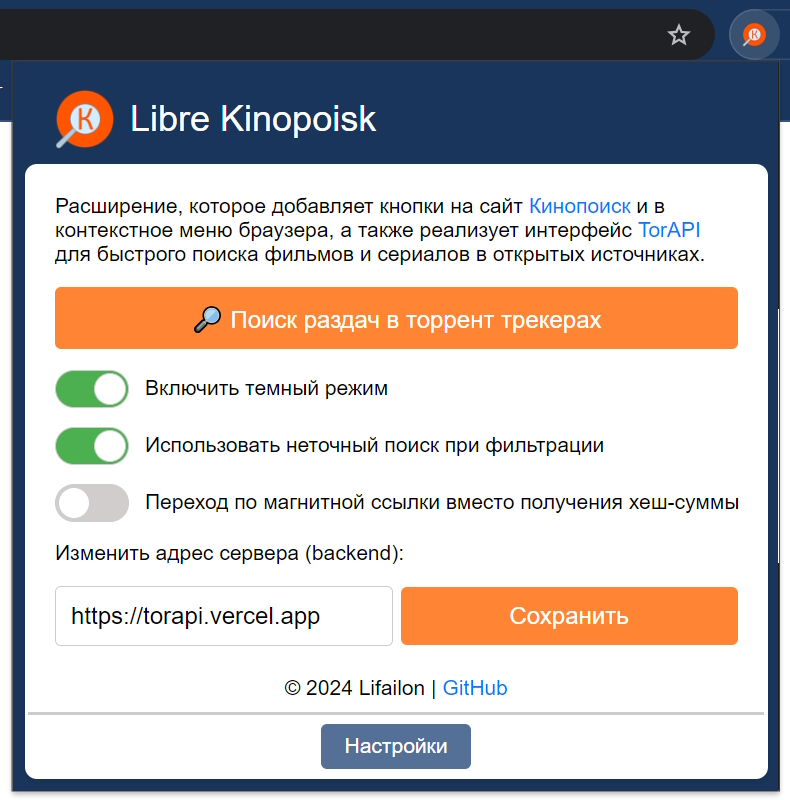 Libre Kinopoisk
Расширение, которое добавляет кнопки на сайт Кинопоиск и в
контекстное меню браузера, а также реализует интерфейс TorAPI
для быстрого поиска фильмов и сериалов в открытых источниках.
Поиск раздач в торрент трекерах
Включить темный режим
Использовать неточный поиск при фильтрации
Переход по магнитной ссылки вместо получения хеш-суммы
Изменить адрес сервера (backend):
https://torapi.vercel.app
Сохранить
© 2024 Lifailon | GitHub
Настройки